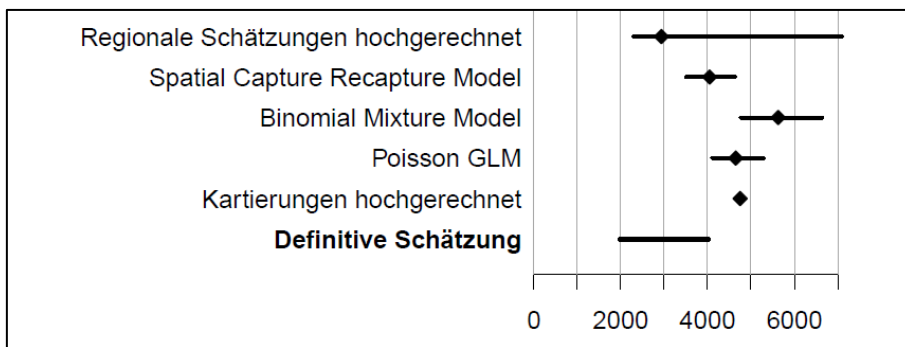 Regionale Schätzungen hochgerechnet
Spatial Capture Recapture Model
Binomial Mixture Model
Poisson GLM
Kartierungen hochgerechnet
Definitive Schätzung
0 2000 4000 6000